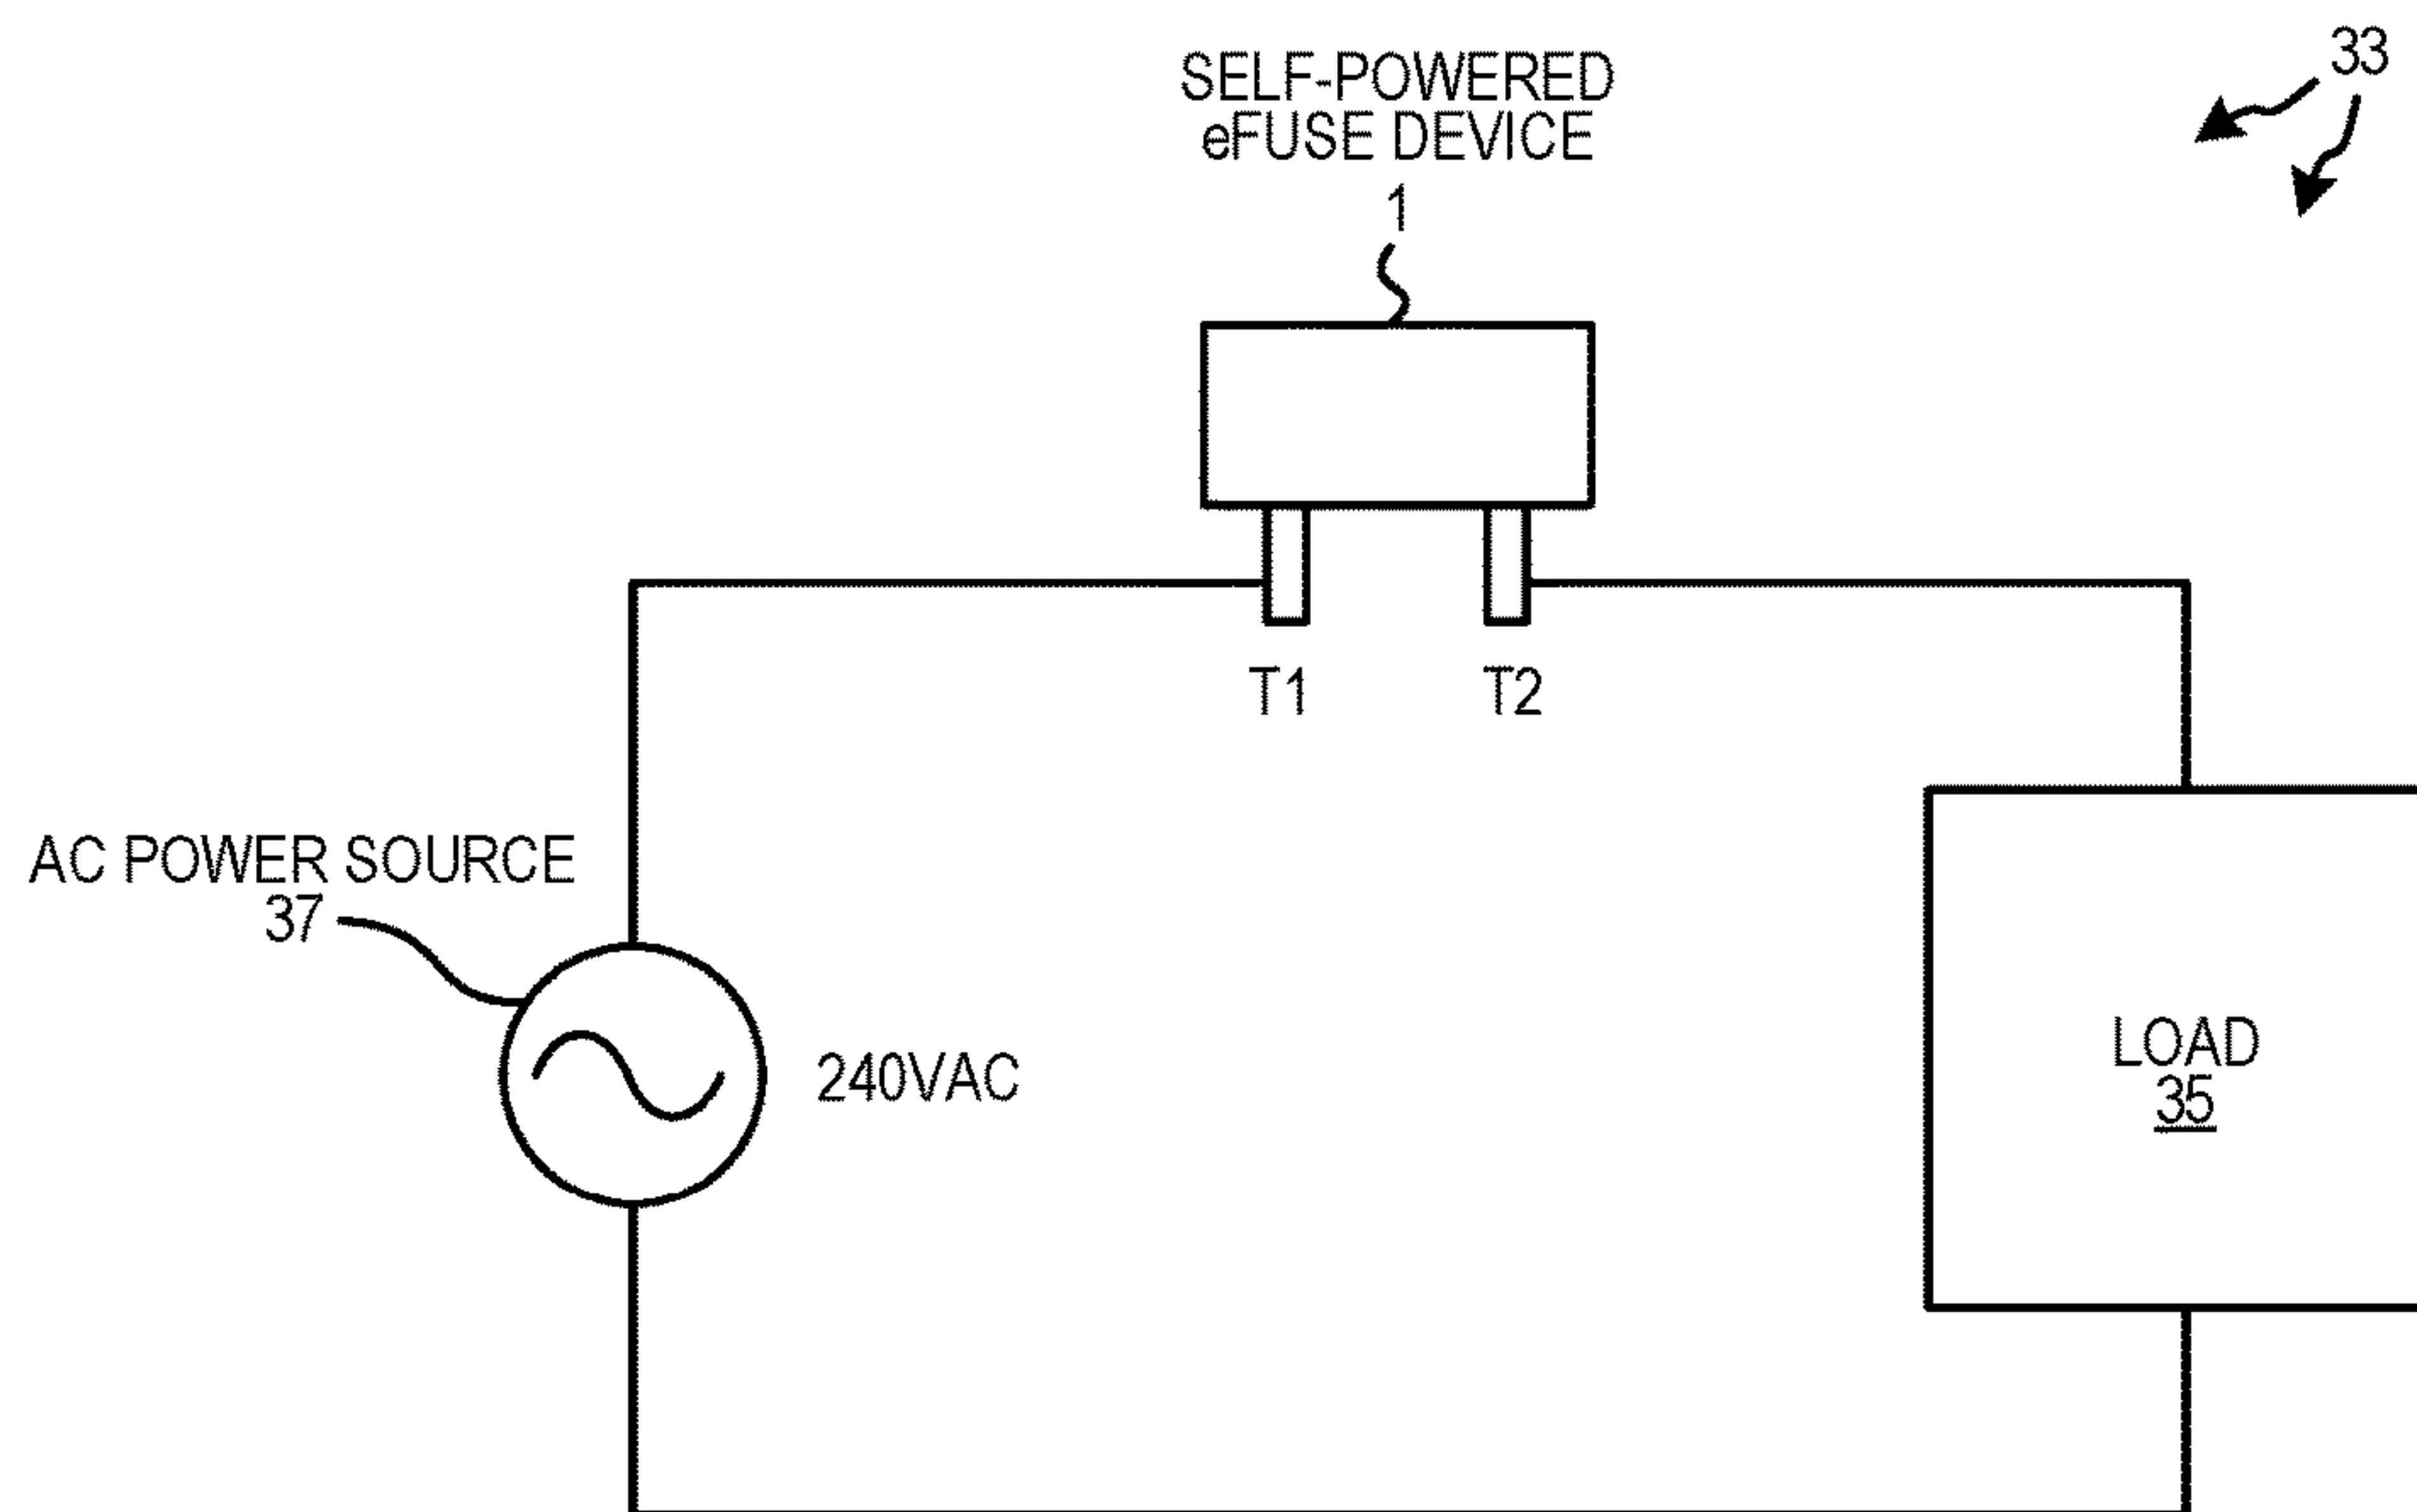 33
SELF-POWERED
eFUSE DEVICE
1
T1
T2
AC POWER SOURCE
37
240VAC
LOAD
35